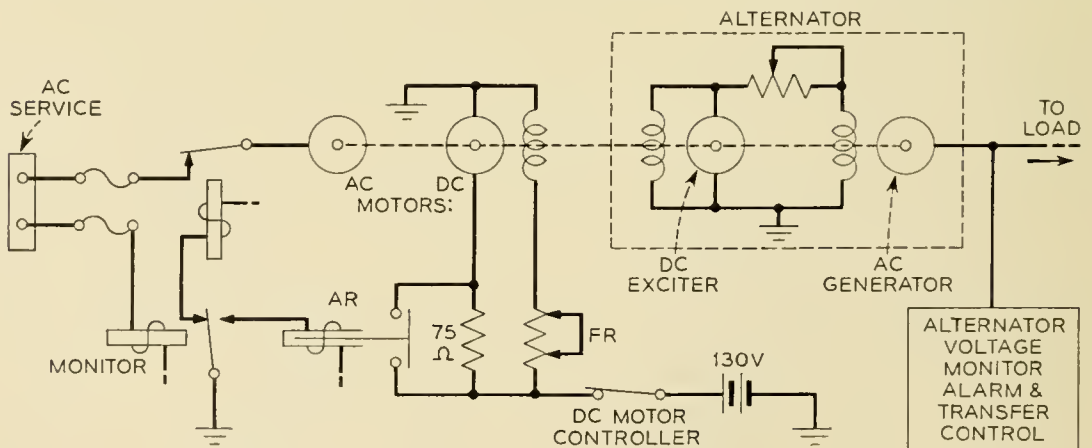 ALTERNATOR
AC
SERVICE
TO
LOAD
AC
DC
MOTORS:
DC
EXCITER
AC
GENERATOR
AR
MONITOR
75
Ω
FR
130V
DC MOTOR
CONTROLLER
ALTERNATOR
VOLTAGE
MONITOR
ALARM &
TRANSFER
CONTROL